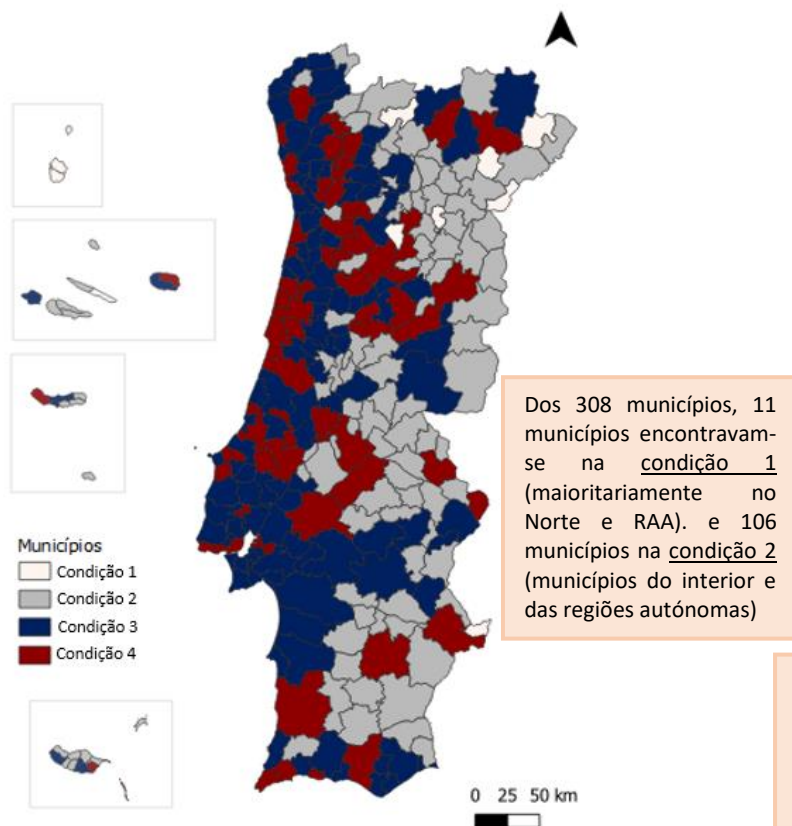 Dos 308 municípios, 11
municípios encontravam-
se na condição 1
(maioritariamente no
Norte e RAA). e 106
municípios na condição 2
(municípios do interior e
das regiões autónomas)
Municípios
Condição 1
Condição 2
Condição 3
Condição 4
0 25 50 km